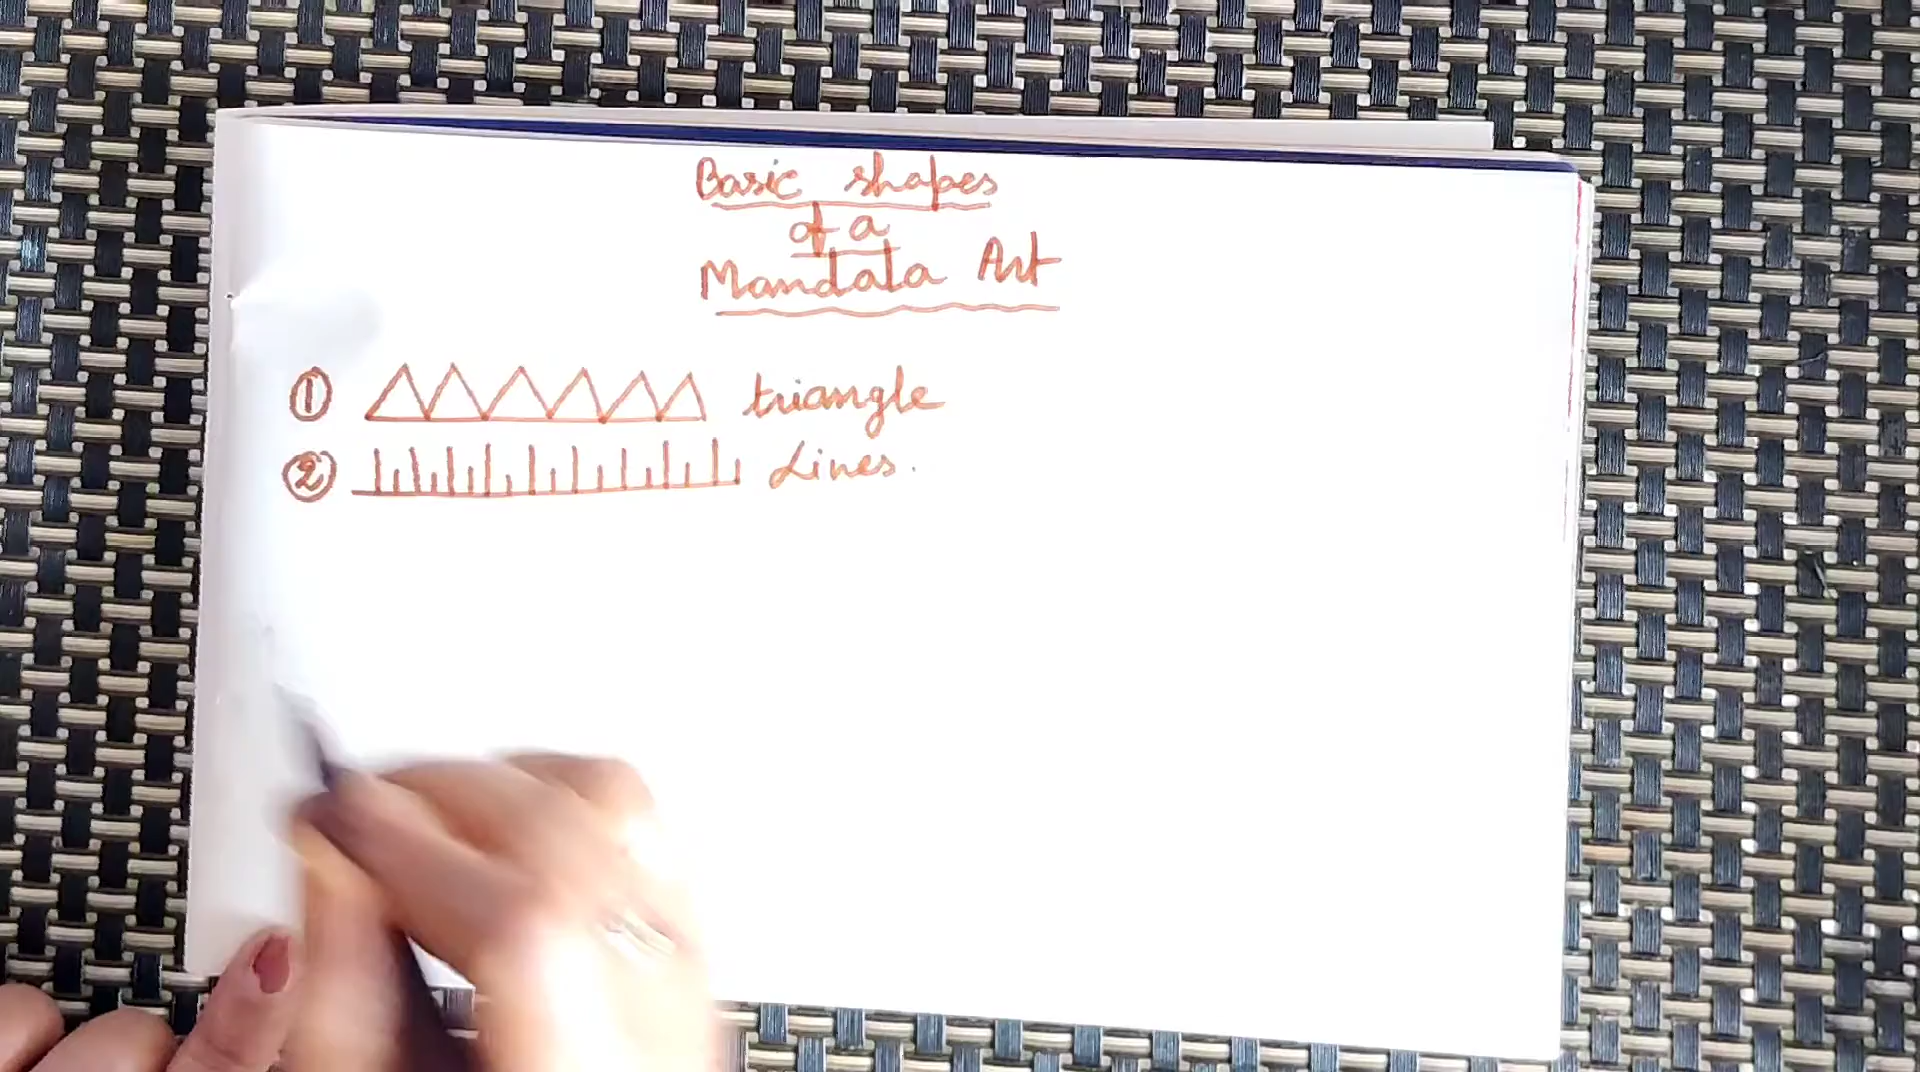 Basic shapes
of a
Mandala Art
① triangle
② Lines.